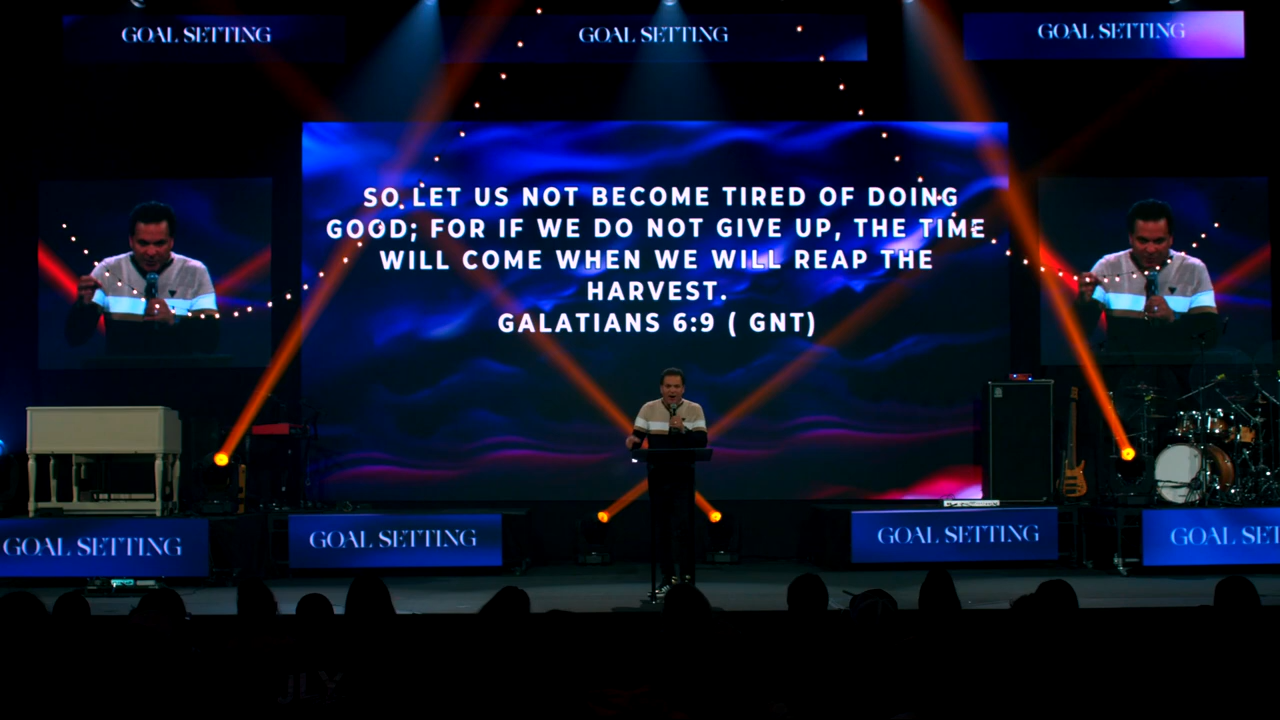 GOAL SETTING
GOAL SETTING
GOAL SETTING
SO LET US NOT BECOME TIRED OF DOING
GOOD; FOR IF WE DO NOT GIVE UP, THE TIME
WILL COME WHEN WE WILL REAP THE
HARVEST.
GALATIANS 6:9 ( GNT)
GOAL SETTING
GOAL SETTING
GOAL SETTING
GOAL SET